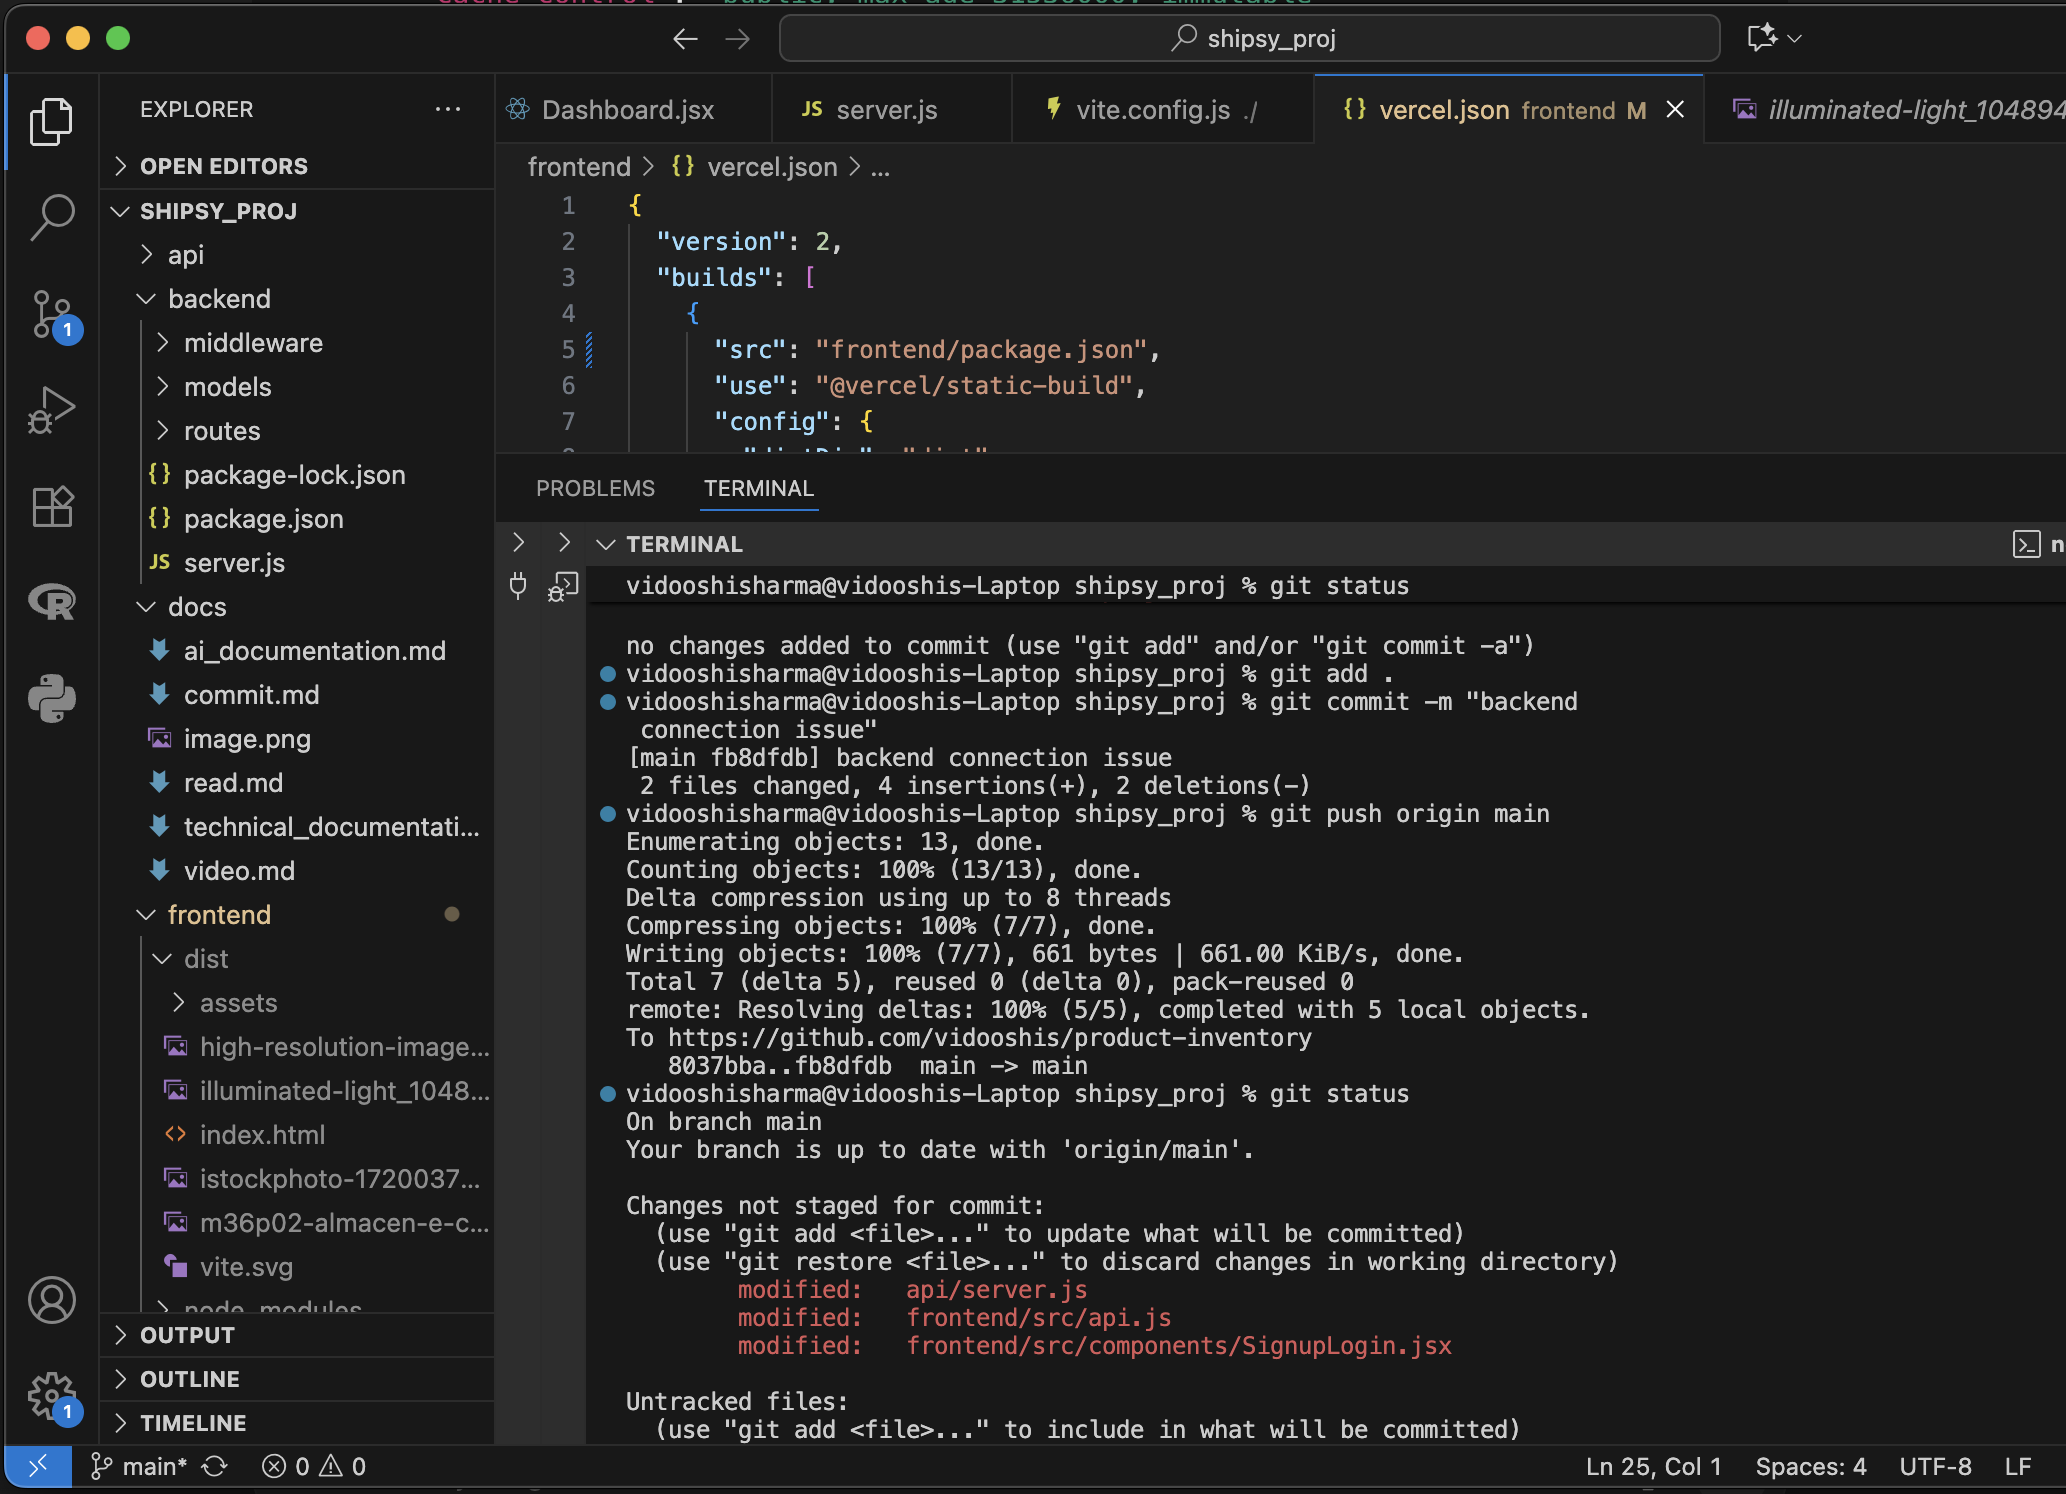 shipsy_proj
EXPLORER
OPEN EDITORS
SHIPSY_PROJ
api
backend
middleware
models
routes
package-lock.json
package.json
JS server.js
docs
ai_documentation.md
commit.md
image.png
read.md
technical_documentati...
video.md
frontend
dist
assets
high-resolution-image...
illuminated-light_1048...
index.html
istockphoto-1720037...
m36p02-almacen-e-c...
vite.svg
node_modules
OUTPUT
OUTLINE
TIMELINE
1
1
Dashboard.jsx
JS server.js
vite.config.js ./
{} vercel.json frontend M
illuminated-light_104894
frontend > {} vercel.json > ...
1 {
2 "version": 2,
3 "builds": [
4 {
5 "src": "frontend/package.json",
6 "use": "@vercel/static-build",
7 "config": {
PROBLEMS TERMINAL
TERMINAL
vidooshisharma@vidooshis-Laptop shipsy_proj % git status
no changes added to commit (use "git add" and/or "git commit -a")
vidooshisharma@vidooshis-Laptop shipsy_proj % git add .
vidooshisharma@vidooshis-Laptop shipsy_proj % git commit -m "backend
connection issue"
[main fb8dfdb] backend connection issue
2 files changed, 4 insertions(+), 2 deletions(-)
vidooshisharma@vidooshis-Laptop shipsy_proj % git push origin main
Enumerating objects: 13, done.
Counting objects: 100% (13/13), done.
Delta compression using up to 8 threads
Compressing objects: 100% (7/7), done.
Writing objects: 100% (7/7), 661 bytes | 661.00 KiB/s, done.
Total 7 (delta 5), reused 0 (delta 0), pack-reused 0
remote: Resolving deltas: 100% (5/5), completed with 5 local objects.
To https://github.com/vidooshis/product-inventory
8037bba..fb8dfdb  main -> main
vidooshisharma@vidooshis-Laptop shipsy_proj % git status
On branch main
Your branch is up to date with 'origin/main'.
Changes not staged for commit:
(use "git add <file>..." to update what will be committed)
(use "git restore <file>..." to discard changes in working directory)
modified:   api/server.js
modified:   frontend/src/api.js
modified:   frontend/src/components/SignupLogin.jsx
Untracked files:
(use "git add <file>..." to include in what will be committed)
main* 0 0
Ln 25, Col 1 Spaces: 4 UTF-8 LF